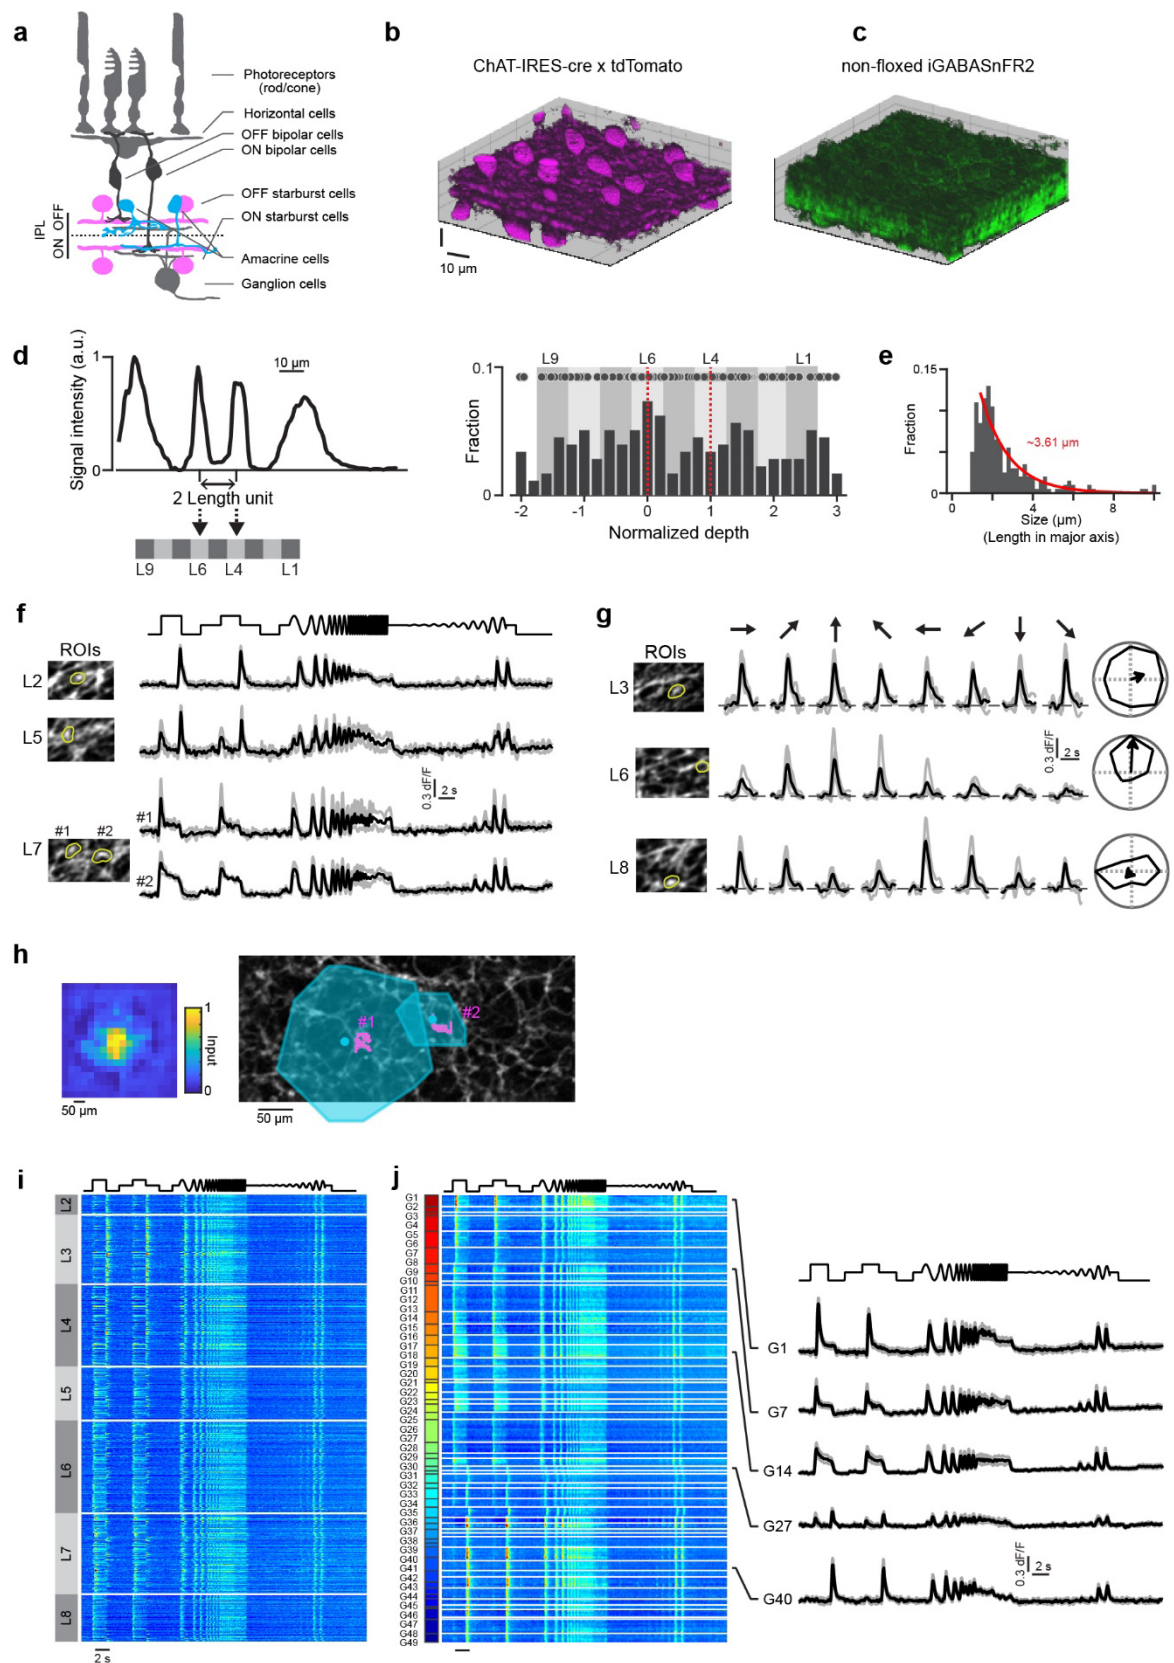 a
Photoreceptors
(rod/cone)
Horizontal cells
OFF bipolar cells
ON bipolar cells
OFF starburst cells
ON starburst cells
Amacrine cells
Ganglion cells
IPL
ON OFF
b
ChAT-IRES-cre x tdTomato
10 µm
c
non-floxed iGABASnFR2
d
Signal intensity (a.u.)
1
0
10 µm
2 Length unit
L9 L6 L4 L1
Fraction
0.1
0
L9 L6 L4 L1
-2 -1 0 1 2 3
Normalized depth
e
Fraction
0.15
0
~3.61 µm
0 4 8
Size (µm)
(Length in major axis)
f
ROIs
L2
L5
L7
#1 #2
#1
#2
0.3 dF/F
2 s
g
ROIs
L3
L6
L8
0.3 dF/F
2 s
h
1
0
Input
50 µm
#1
#2
50 µm
i
L2
L3
L4
L5
L6
L7
L8
2 s
j
G1
G2
G3
G4
G5
G6
G7
G8
G9
G10
G11
G12
G13
G14
G15
G16
G17
G18
G19
G20
G21
G22
G23
G24
G25
G26
G27
G28
G29
G30
G31
G32
G33
G34
G35
G36
G37
G38
G39
G40
G41
G42
G43
G44
G45
G46
G47
G48
G49
G1
G7
G14
G27
G40
0.3 dF/F
2 s